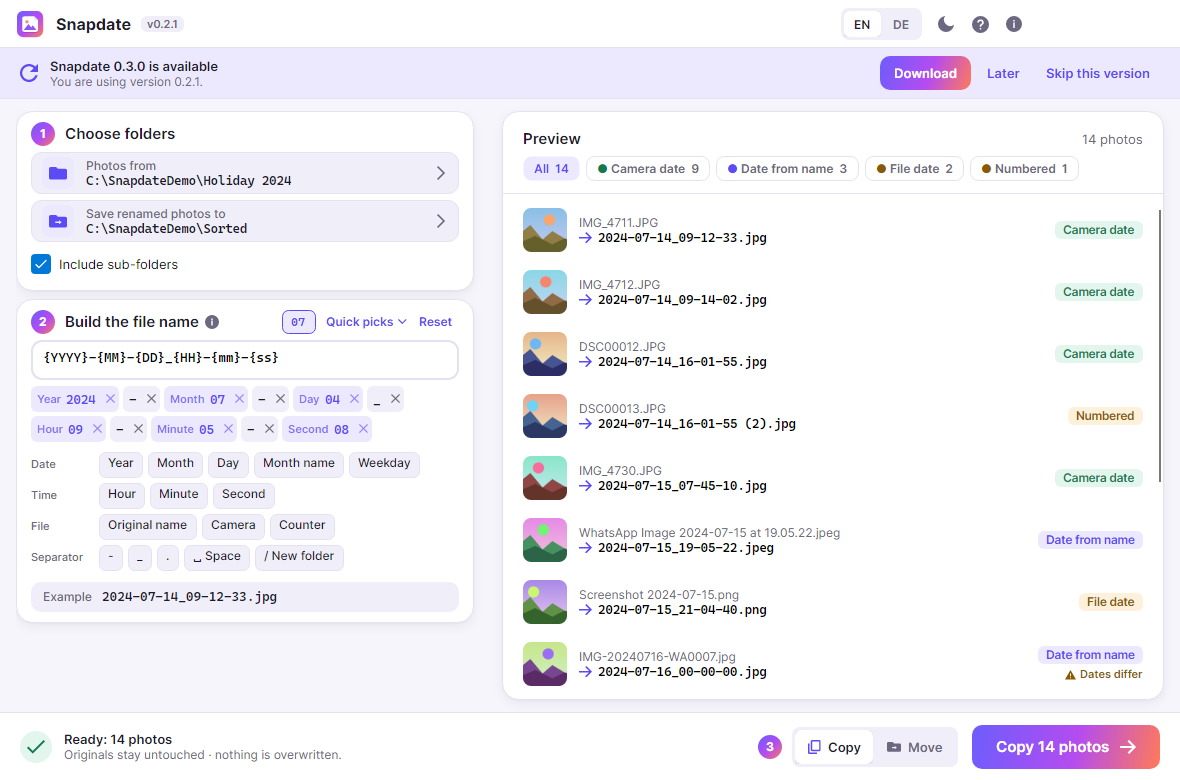 Snapdate v0.2.1
EN DE
Snapdate 0.3.0 is available
You are using version 0.2.1.
Download Later Skip this version
1 Choose folders
Photos from
C:\SnapdateDemo\Holiday 2024
Save renamed photos to
C:\SnapdateDemo\Sorted
Include sub-folders
2 Build the file name
07 Quick picks Reset
{YYYY}-{MM}-{DD}_{HH}-{mm}-{ss}
Year 2024 × - × Month 07 × - × Day 04 × _ ×
Hour 09 × - × Minute 05 × - × Second 08 ×
Date Year Month Day Month name Weekday
Time Hour Minute Second
File Original name Camera Counter
Separator - _ . ␣ Space / New folder
Example 2024-07-14_09-12-33.jpg
Preview 14 photos
All 14 Camera date 9 Date from name 3 File date 2 Numbered 1
IMG_4711.JPG
→ 2024-07-14_09-12-33.jpg
Camera date
IMG_4712.JPG
→ 2024-07-14_09-14-02.jpg
Camera date
DSC00012.JPG
→ 2024-07-14_16-01-55.jpg
Camera date
DSC00013.JPG
→ 2024-07-14_16-01-55 (2).jpg
Numbered
IMG_4730.JPG
→ 2024-07-15_07-45-10.jpg
Camera date
WhatsApp Image 2024-07-15 at 19.05.22.jpeg
→ 2024-07-15_19-05-22.jpeg
Date from name
Screenshot 2024-07-15.png
→ 2024-07-15_21-04-40.png
File date
IMG-20240716-WA0007.jpg
→ 2024-07-16_00-00-00.jpg
Date from name
Dates differ
Ready: 14 photos
Originals stay untouched · nothing is overwritten.
3 Copy Move
Copy 14 photos →